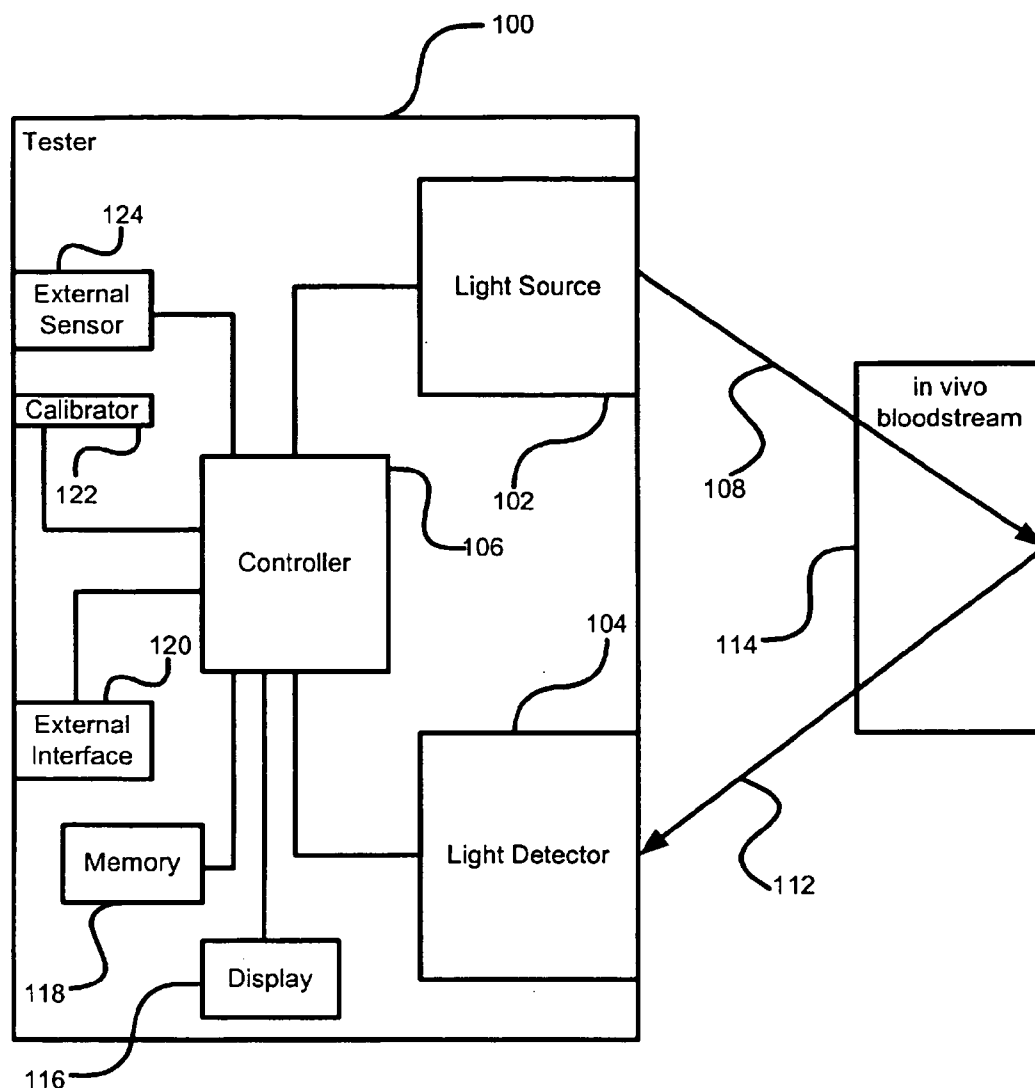 100
Tester
124
External
Sensor
Light Source
Calibrator
122
in vivo
bloodstream
108
102
106
Controller
104
114
120
External
Interface
Memory
Light Detector
112
118
Display
116